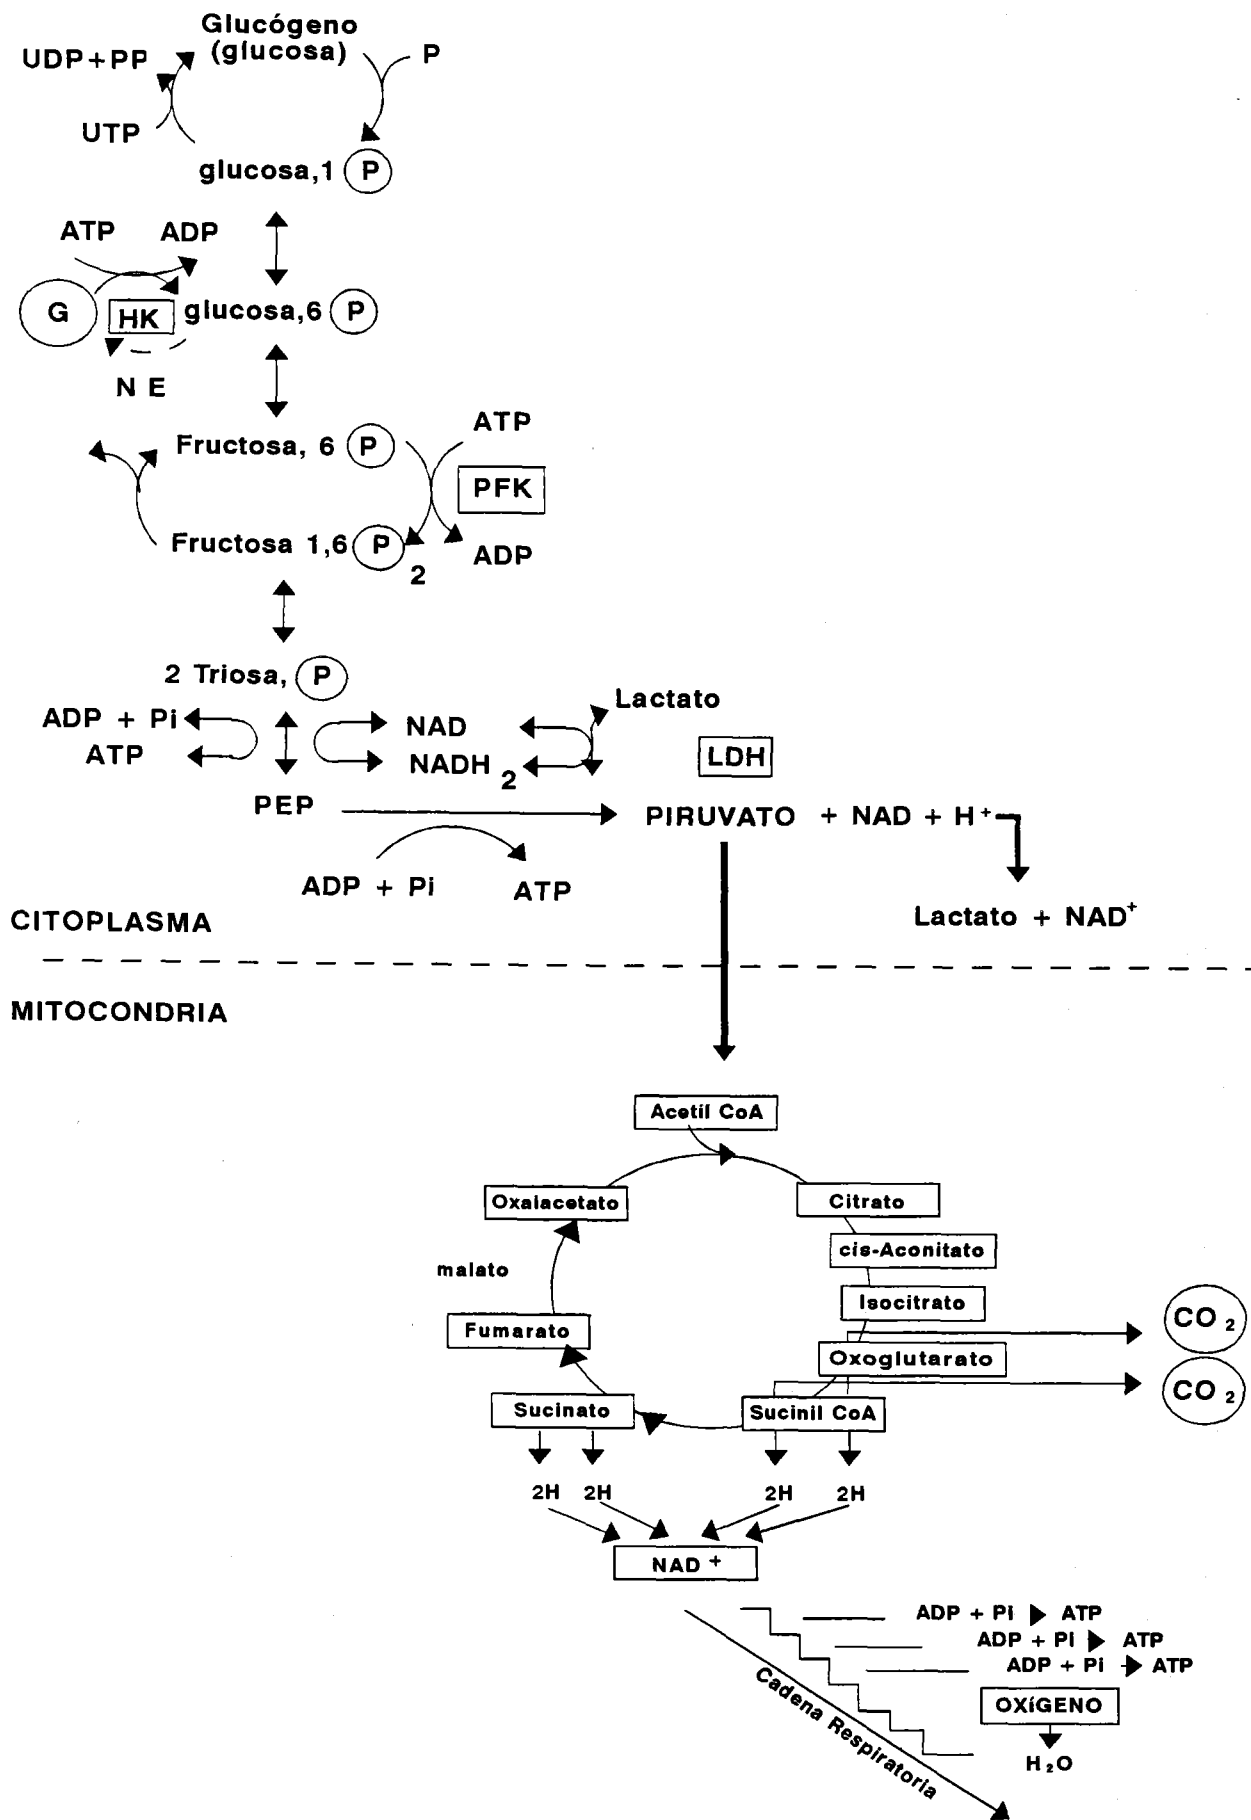 Glucógeno
(glucosa)
UDP+PP
P
UTP
glucosa,1 P
ATP
ADP
G
HK
glucosa,6 P
N E
ATP
Fructosa, 6 P
PFK
Fructosa 1,6 P 2
ADP
2 Triosa, P
Lactato
ADP + Pi
NAD
ATP
NADH 2
LDH
PEP
PIRUVATO + NAD + H+
ADP + Pi
ATP
CITOPLASMA
Lactato + NAD+
MITOCONDRIA
Acetil CoA
Oxalacetato
Citrato
cis-Aconitato
malato
Isocitrato
CO 2
Fumarato
Oxoglutarato
CO 2
Sucinato
Sucinil CoA
2H
2H
2H
2H
NAD +
ADP + Pi ATP
ADP + Pi ATP
ADP + Pi ATP
Cadena Respiratoria
OXíGENO
H2O